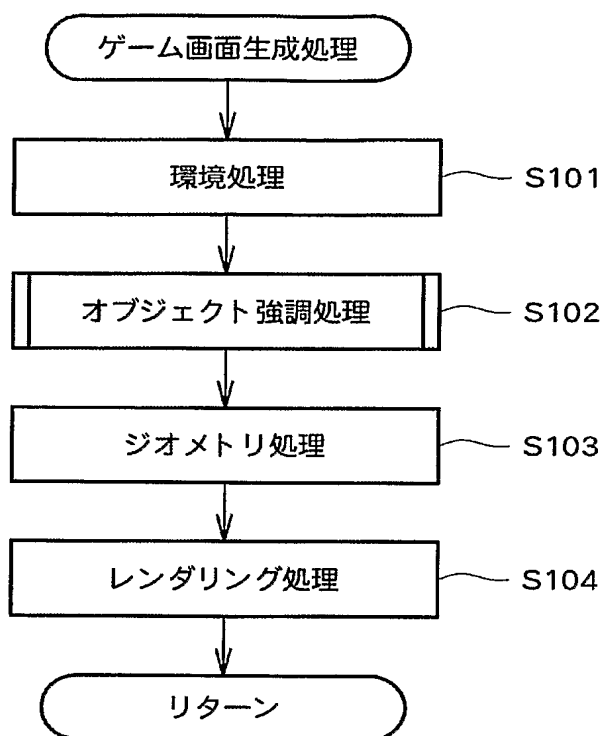 ゲーム画面生成処理
環境処理
S101
オブジェクト強調処理
S102
ジオメトリ処理
S103
レンダリング処理
S104
リターン